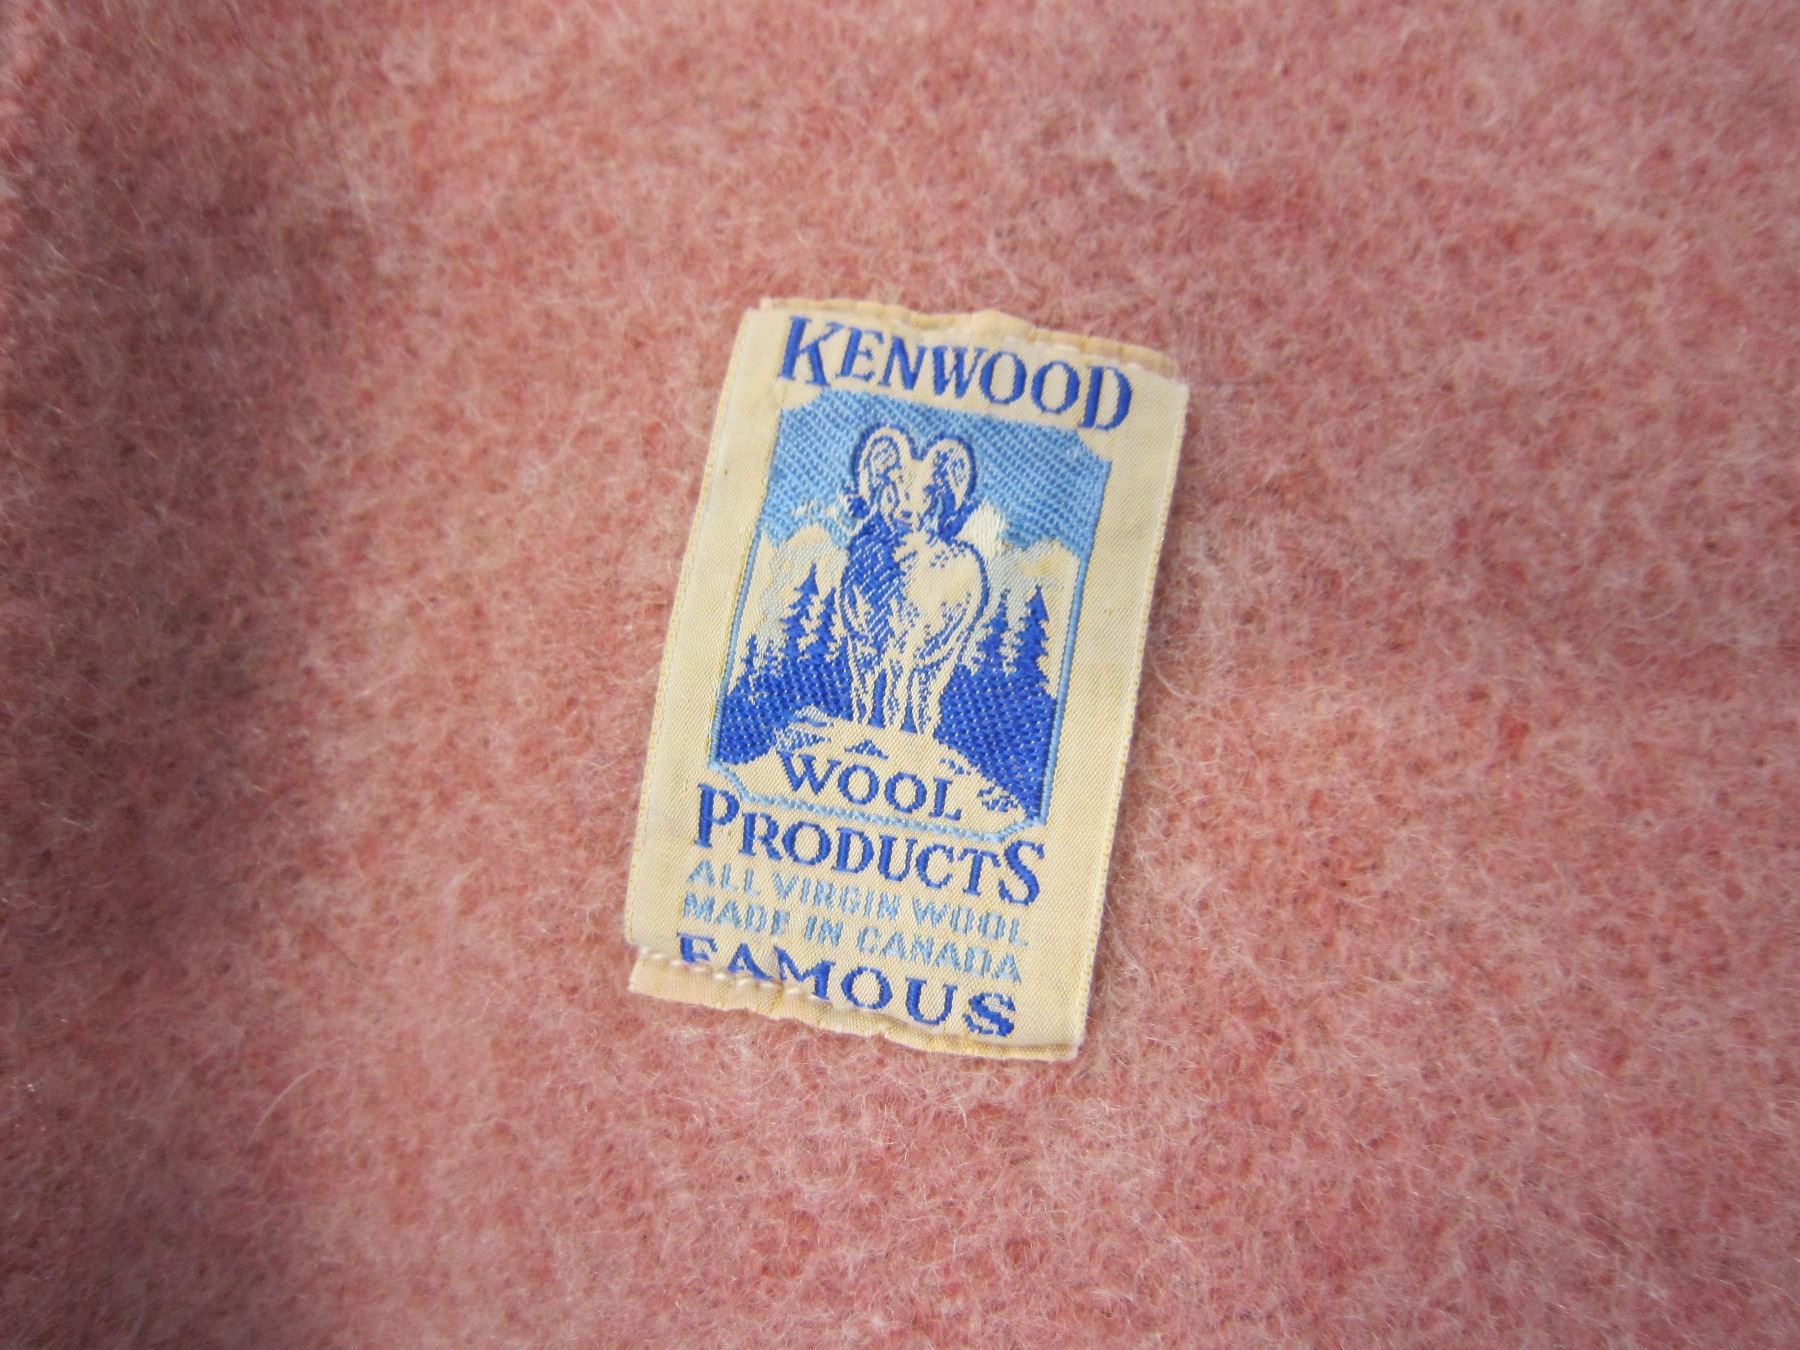 KENWOOD
WOOL
PRODUCTS
ALL VIRGIN WOOL
MADE IN CANADA
FAMOUS